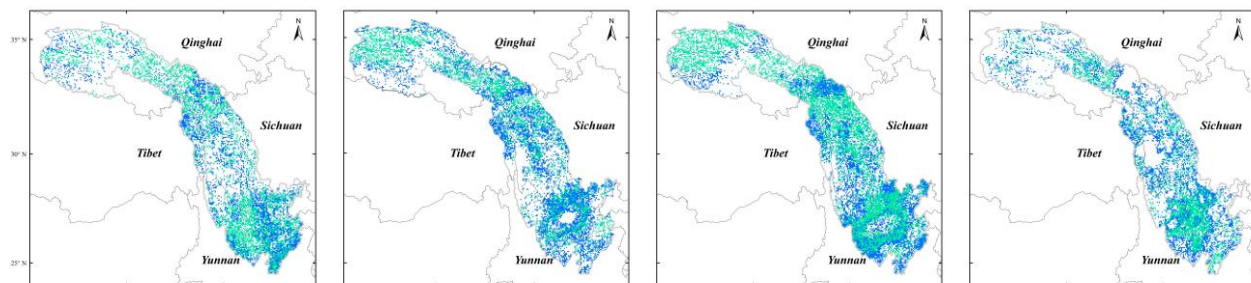 N
N
N
N
35° N
Qinghai
Qinghai
Qinghai
Qinghai
Sichuan
Sichuan
Sichuan
Sichuan
30° N
Tibet
Tibet
Tibet
Tibet
Yunnan
Yunnan
Yunnan
Yunnan
25° N